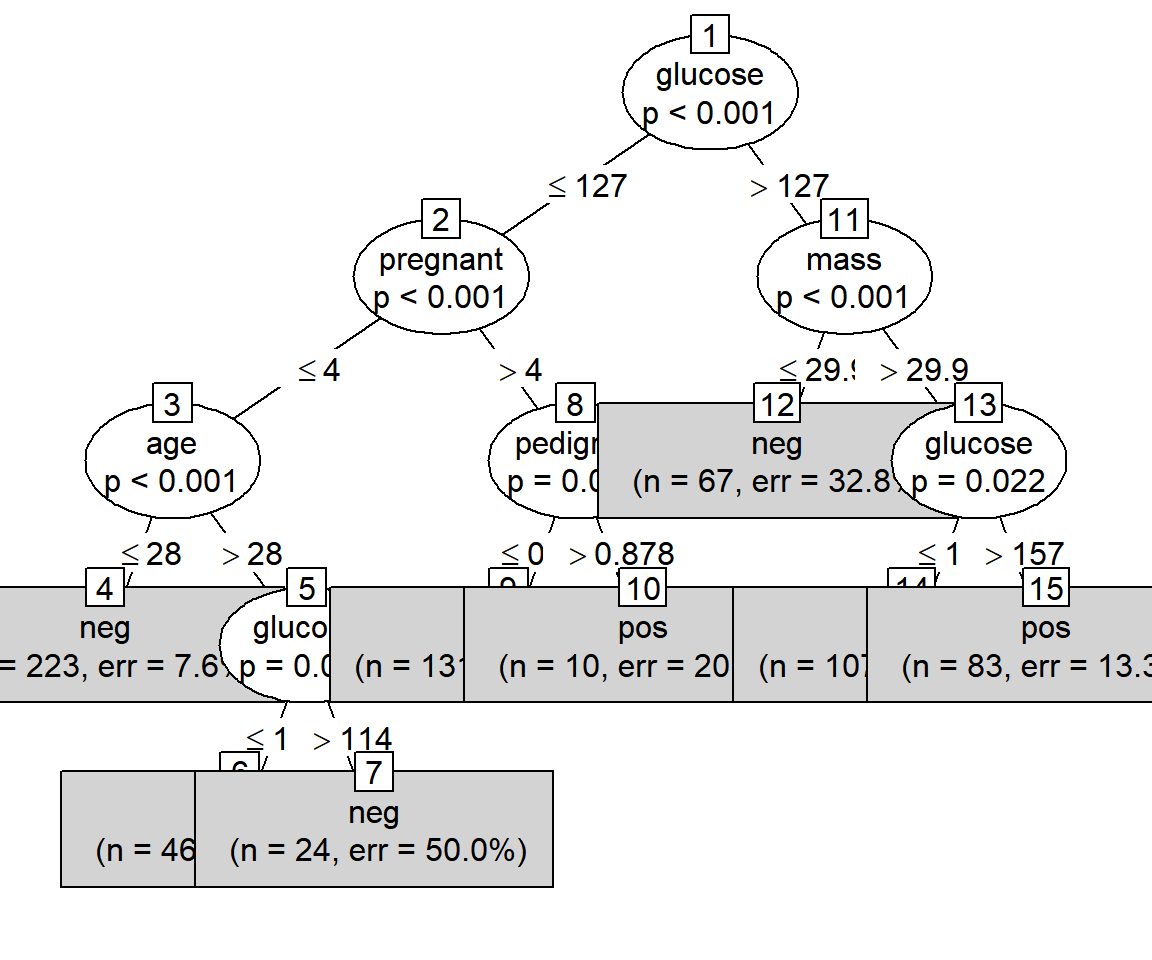 1
glucose
p < 0.001
≤ 127
> 127
2
pregnant
p < 0.001
11
mass
p < 0.001
≤ 4
> 4
≤ 29.9
> 29.9
3
age
p < 0.001
8
pedigr
p = 0.0
12
neg
(n = 67, err = 32.8
13
glucose
p = 0.022
≤ 28
> 28
≤ 0
> 0.878
≤ 1
> 157
4
neg
= 223, err = 7.6
5
gluco
p = 0.0
(n = 131
10
pos
(n = 10, err = 20
14
(n = 107
15
pos
(n = 83, err = 13.3
≤ 1
> 114
(n = 46
7
neg
(n = 24, err = 50.0%)